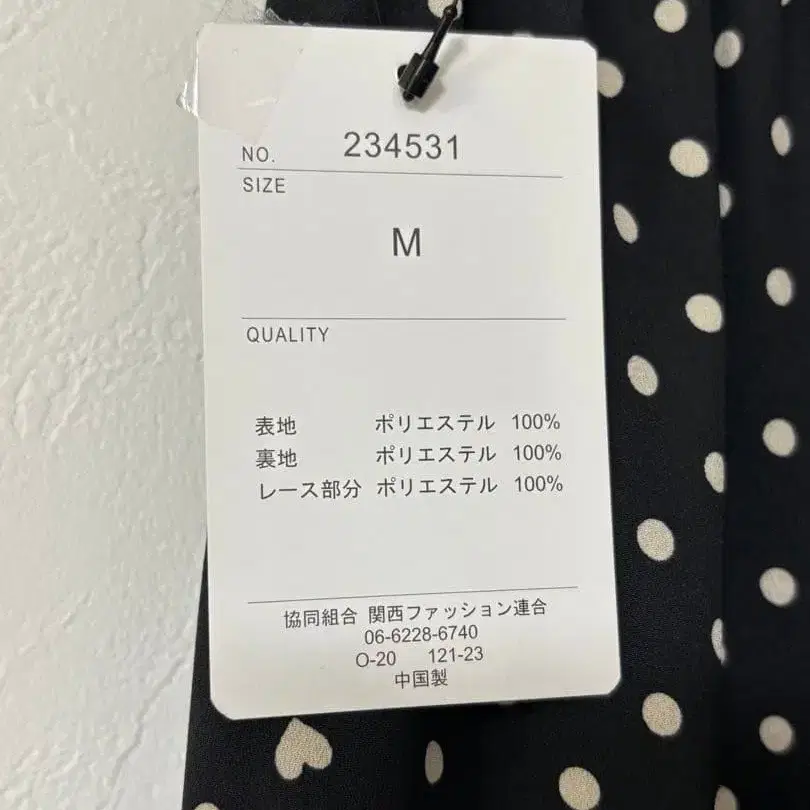 NO. 234531
SIZE
M
QUALITY
表地 ポリエステル 100%
裏地 ポリエステル 100%
レース部分 ポリエステル 100%
協同組合 関西ファッション連合
06-6228-6740
O-20 121-23
中国製